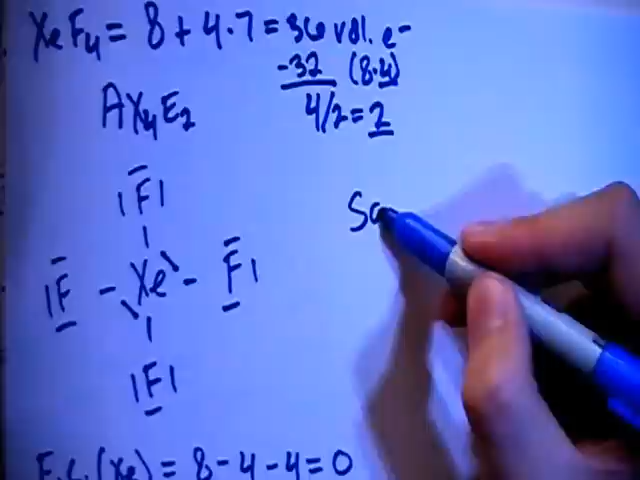 XeF4 = 8 + 4·7 = 36 val. e-
-32 (8·4)
4/2 = 2
AX4E2
F
F - Xe - F
F
F.C. (Xe) = 8 - 4 - 4 = 0